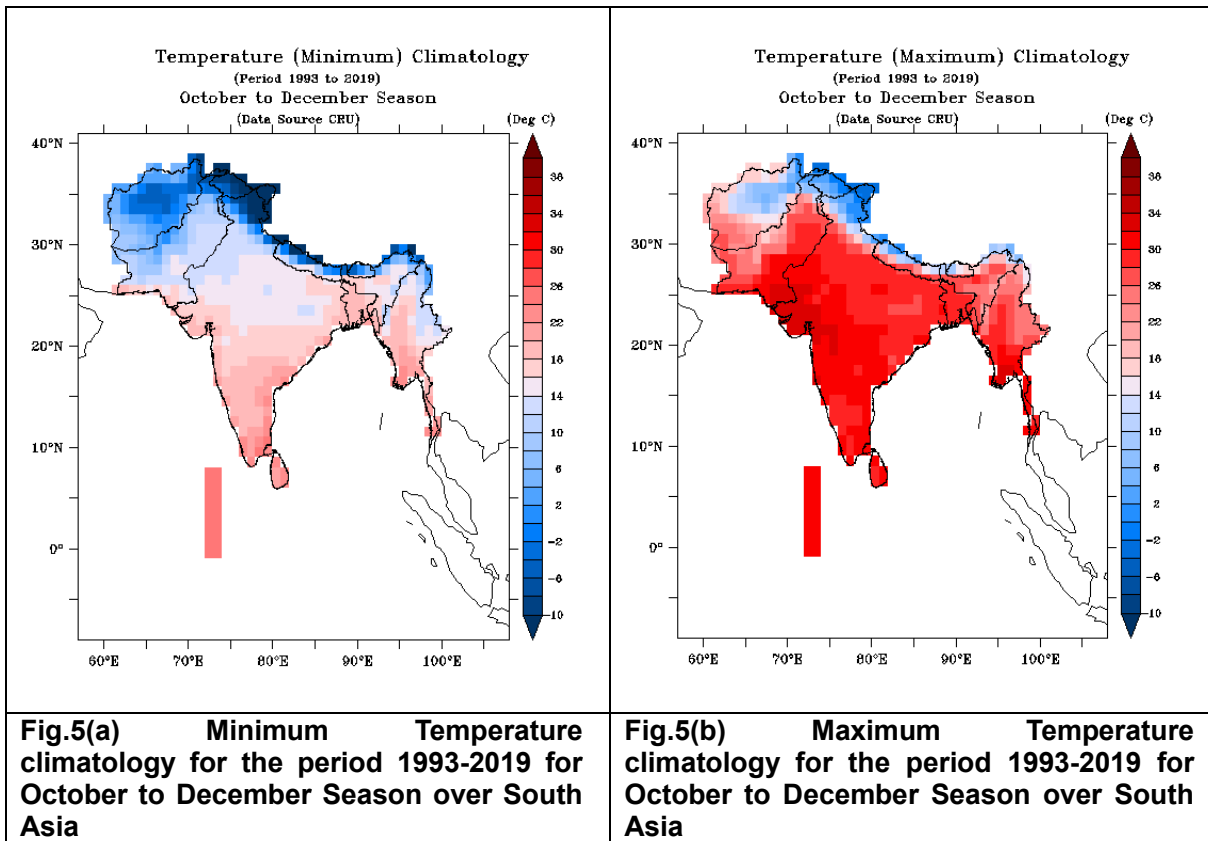 Temperature (Minimum) Climatology
(Period 1993 to 2019)
October to December Season
(Data Source CRU)
(Deg C)
40°N
30°N
20°N
10°N
0°
60°E
70°E
80°E
90°E
100°E
38
34
30
26
22
18
14
10
6
2
-2
-6
-10
Temperature (Maximum) Climatology
(Period 1993 to 2019)
October to December Season
(Data Source CRU)
(Deg C)
40°N
30°N
20°N
10°N
0°
60°E
70°E
80°E
90°E
100°E
38
34
30
26
22
18
14
10
6
2
-2
-6
-10
Fig.5(a) Minimum Temperature
climatology for the period 1993-2019 for
October to December Season over South
Asia
Fig.5(b) Maximum Temperature
climatology for the period 1993-2019 for
October to December Season over South
Asia